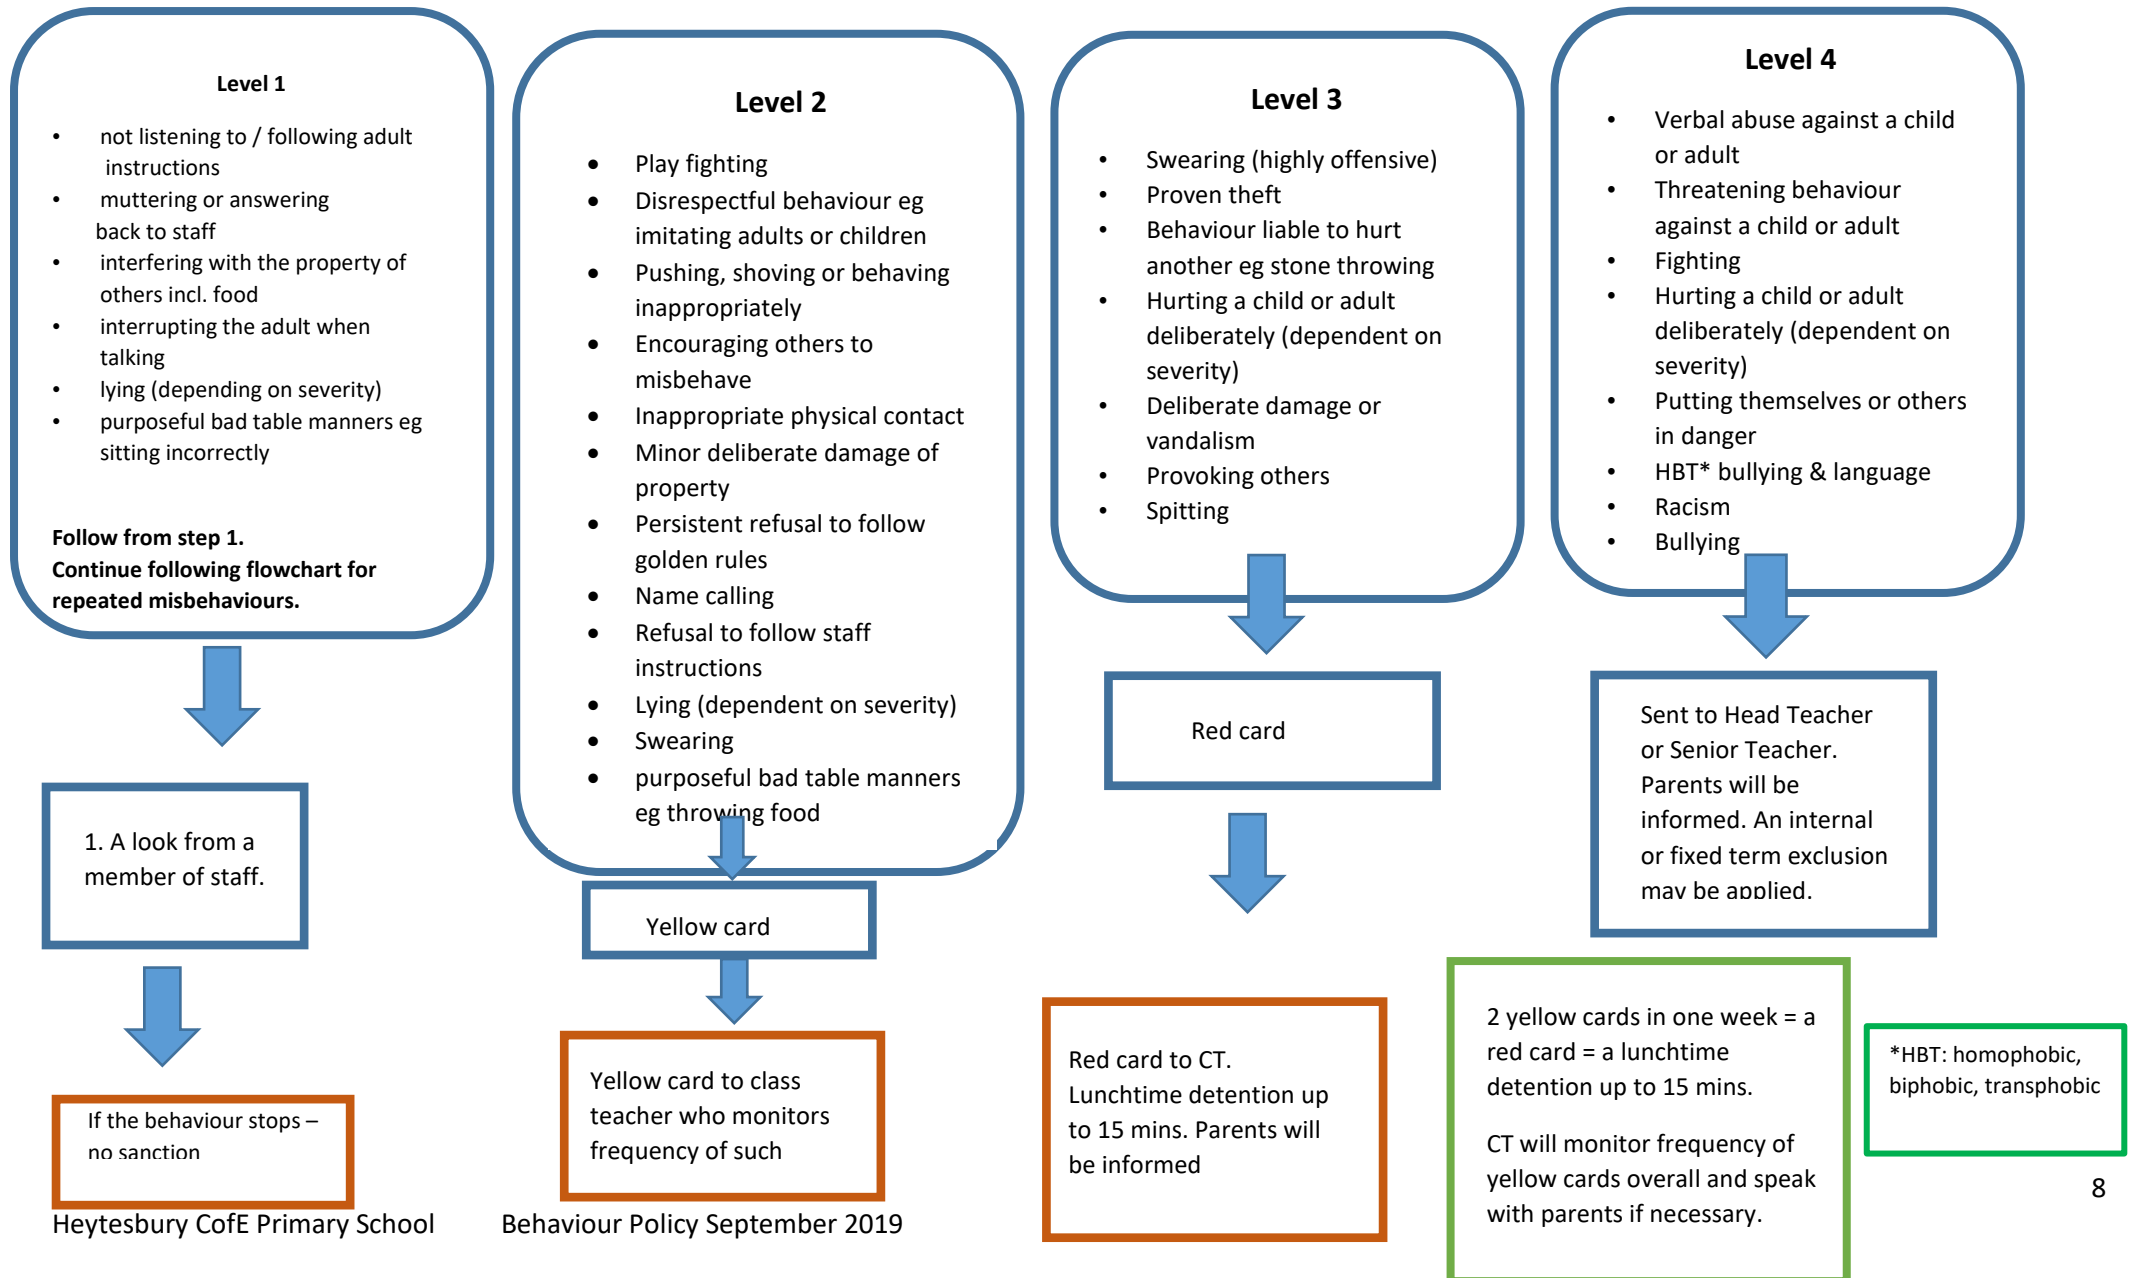 Level 1
• not listening to / following adult
instructions
• muttering or answering
back to staff
• interfering with the property of
others incl. food
• interrupting the adult when
talking
• lying (depending on severity)
• purposeful bad table manners eg
sitting incorrectly
Follow from step 1.
Continue following flowchart for
repeated misbehaviours.
1. A look from a
member of staff.
If the behaviour stops –
no sanction
Level 2
• Play fighting
• Disrespectful behaviour eg
imitating adults or children
• Pushing, shoving or behaving
inappropriately
• Encouraging others to
misbehave
• Inappropriate physical contact
• Minor deliberate damage of
property
• Persistent refusal to follow
golden rules
• Name calling
• Refusal to follow staff
instructions
• Lying (dependent on severity)
• Swearing
• purposeful bad table manners
eg throwing food
Yellow card
Yellow card to class
teacher who monitors
frequency of such
Level 3
• Swearing (highly offensive)
• Proven theft
• Behaviour liable to hurt
another eg stone throwing
• Hurting a child or adult
deliberately (dependent on
severity)
• Deliberate damage or
vandalism
• Provoking others
• Spitting
Red card
Red card to CT.
Lunchtime detention up
to 15 mins. Parents will
be informed
Level 4
• Verbal abuse against a child
or adult
• Threatening behaviour
against a child or adult
• Fighting
• Hurting a child or adult
deliberately (dependent on
severity)
• Putting themselves or others
in danger
• HBT* bullying & language
• Racism
• Bullying
Sent to Head Teacher
or Senior Teacher.
Parents will be
informed. An internal
or fixed term exclusion
may be applied.
2 yellow cards in one week = a
red card = a lunchtime
detention up to 15 mins.
CT will monitor frequency of
yellow cards overall and speak
with parents if necessary.
*HBT: homophobic,
biphobic, transphobic
8
Heytesbury CofE Primary School Behaviour Policy September 2019